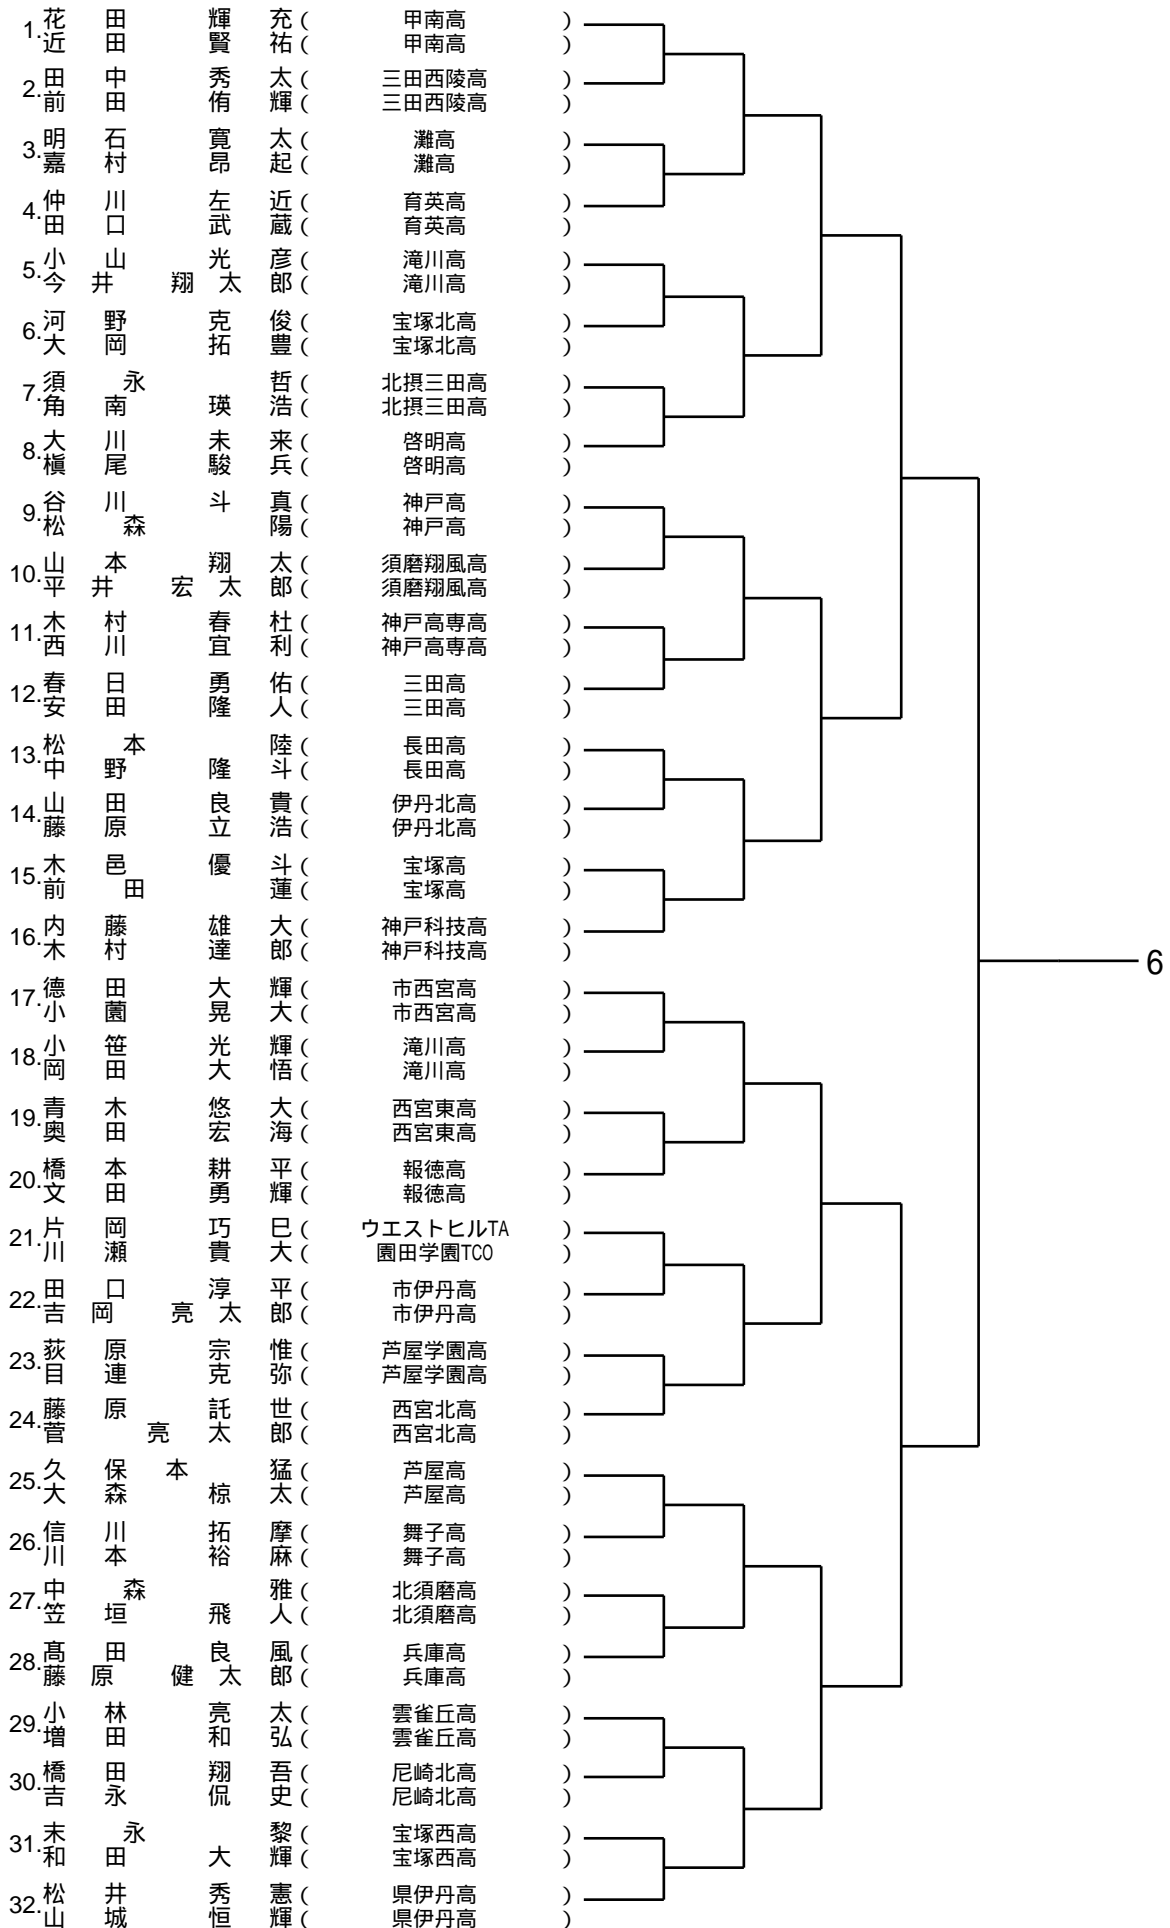 1. 花田 輝充 ( 甲南高 )
近田 賢祐 ( 甲南高 )
2. 田中 秀太 ( 三田西陵高 )
前田 侑輝 ( 三田西陵高 )
3. 明石 寛太 ( 灘高 )
嘉村 昂起 ( 灘高 )
4. 仲川 左近 ( 育英高 )
田口 武蔵 ( 育英高 )
5. 小山 光彦 ( 滝川高 )
今井 翔太郎 ( 滝川高 )
6. 河野 克俊 ( 宝塚北高 )
大岡 拓豊 ( 宝塚北高 )
7. 須永 哲 ( 北摂三田高 )
角南 瑛浩 ( 北摂三田高 )
8. 大川 未来 ( 啓明高 )
槇尾 駿兵 ( 啓明高 )
9. 谷川 斗真 ( 神戸高 )
松森 陽 ( 神戸高 )
10. 山本 翔太 ( 須磨翔風高 )
平井 宏太郎 ( 須磨翔風高 )
11. 木村 春杜 ( 神戸高専高 )
西川 宜利 ( 神戸高専高 )
12. 春日 勇佑 ( 三田高 )
安田 隆人 ( 三田高 )
13. 松本 陸 ( 長田高 )
中野 隆斗 ( 長田高 )
14. 山田 良貴 ( 伊丹北高 )
藤原 立浩 ( 伊丹北高 )
15. 木邑 優斗 ( 宝塚高 )
前田 蓮 ( 宝塚高 )
16. 内藤 雄大 ( 神戸科技高 )
木村 達郎 ( 神戸科技高 )
6
17. 德田 大輝 ( 市西宮高 )
小薗 晃大 ( 市西宮高 )
18. 小笹 光輝 ( 滝川高 )
岡田 大悟 ( 滝川高 )
19. 青木 悠大 ( 西宮東高 )
奥田 宏海 ( 西宮東高 )
20. 橋本 耕平 ( 報徳高 )
文田 勇輝 ( 報徳高 )
21. 片岡 巧巳 ( ウエストヒルTA )
川瀬 貴大 ( 園田学園TCO )
22. 田口 淳平 ( 市伊丹高 )
吉岡 亮太郎 ( 市伊丹高 )
23. 荻原 宗惟 ( 芦屋学園高 )
目連 克弥 ( 芦屋学園高 )
24. 藤原 託世 ( 西宮北高 )
菅 亮太郎 ( 西宮北高 )
25. 久保本 猛 ( 芦屋高 )
大森 椋太 ( 芦屋高 )
26. 信川 拓摩 ( 舞子高 )
川本 裕麻 ( 舞子高 )
27. 中森 雅 ( 北須磨高 )
笠垣 飛人 ( 北須磨高 )
28. 髙田 良風 ( 兵庫高 )
藤原 健太郎 ( 兵庫高 )
29. 小林 亮太 ( 雲雀丘高 )
増田 和弘 ( 雲雀丘高 )
30. 橋田 翔吾 ( 尼崎北高 )
吉永 侃史 ( 尼崎北高 )
31. 末永 黎 ( 宝塚西高 )
和田 大輝 ( 宝塚西高 )
32. 松井 秀憲 ( 県伊丹高 )
山城 恒輝 ( 県伊丹高 )